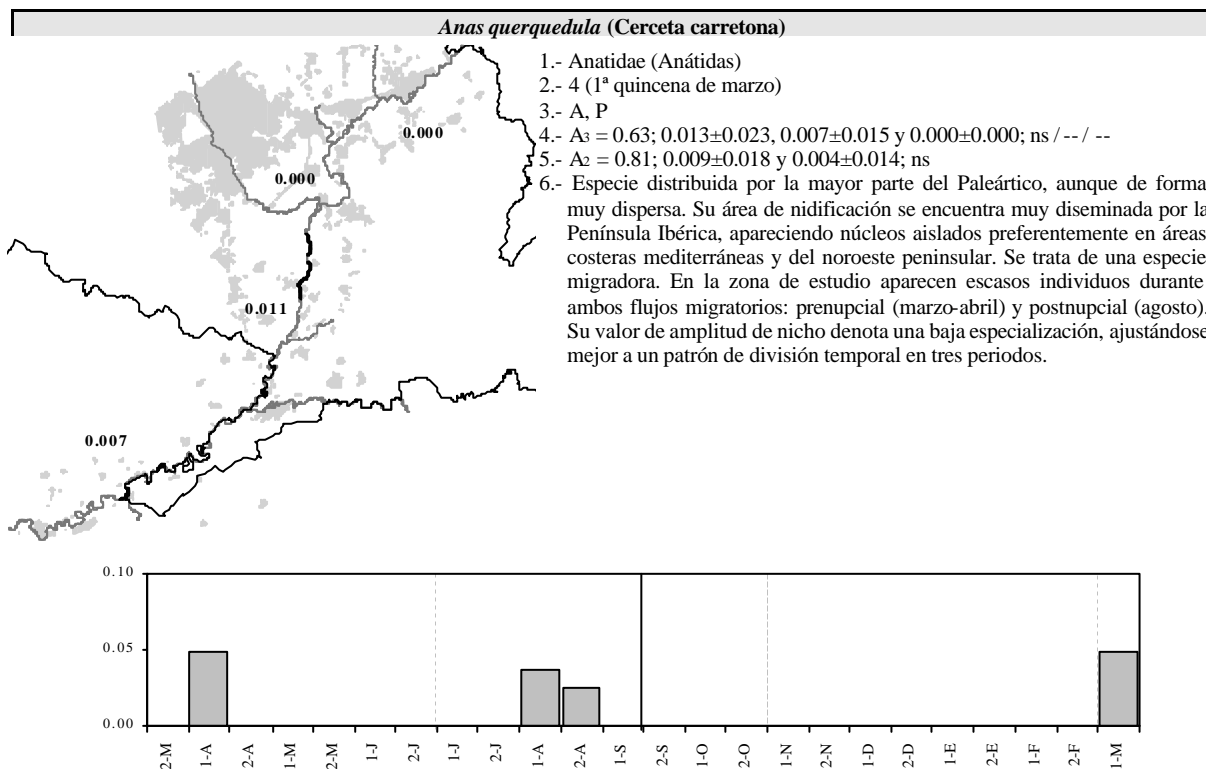 Anas querquedula (Cerceta carretona)
1.- Anatidae (Anátidas)
2.- 4 (1ª quincena de marzo)
3.- A, P
4.- A3 = 0.63; 0.013±0.023, 0.007±0.015 y 0.000±0.000; ns / -- / --
5.- A2 = 0.81; 0.009±0.018 y 0.004±0.014; ns
6.- Especie distribuida por la mayor parte del Paleártico, aunque de forma
muy dispersa. Su área de nidificación se encuentra muy diseminada por la
Península Ibérica, apareciendo núcleos aislados preferentemente en áreas
costeras mediterráneas y del noroeste peninsular. Se trata de una especie
migradora. En la zona de estudio aparecen escasos individuos durante
ambos flujos migratorios: prenupcial (marzo-abril) y postnupcial (agosto).
Su valor de amplitud de nicho denota una baja especialización, ajustándose
mejor a un patrón de división temporal en tres periodos.
0.000
0.000
0.011
0.007
0.10
0.05
0.00
2-M
1-A
2-A
1-M
2-M
1-J
2-J
1-J
2-J
1-A
2-A
1-S
2-S
1-O
2-O
1-N
2-N
1-D
2-D
1-E
2-E
1-F
2-F
1-M